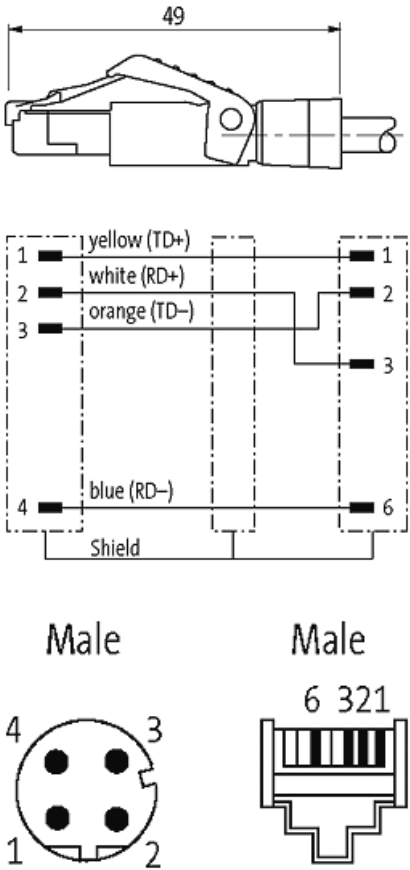 49
yellow (TD+)
1 1
white (RD+)
2 2
orange (TD–)
3
3
blue (RD–)
4 6
Shield
Male Male
6 321
4 3
1 2